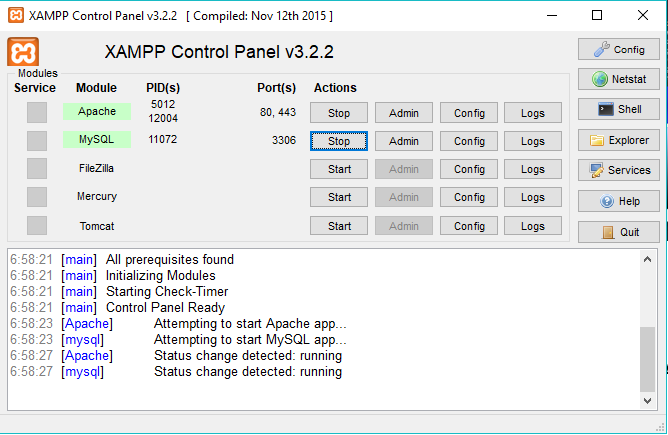 XAMPP Control Panel v3.2.2 [ Compiled: Nov 12th 2015 ]
XAMPP Control Panel v3.2.2
Config
Modules
Service Module PID(s) Port(s) Actions
Netstat
Apache 5012 12004 80, 443 Stop Admin Config Logs
Shell
MySQL 11072 3306 Stop Admin Config Logs
Explorer
FileZilla Start Admin Config Logs
Services
Mercury Start Admin Config Logs
Help
Tomcat Start Admin Config Logs
Quit
6:58:21 [main] All prerequisites found
6:58:21 [main] Initializing Modules
6:58:21 [main] Starting Check-Timer
6:58:21 [main] Control Panel Ready
6:58:23 [Apache] Attempting to start Apache app...
6:58:23 [mysql] Attempting to start MySQL app...
6:58:27 [Apache] Status change detected: running
6:58:27 [mysql] Status change detected: running